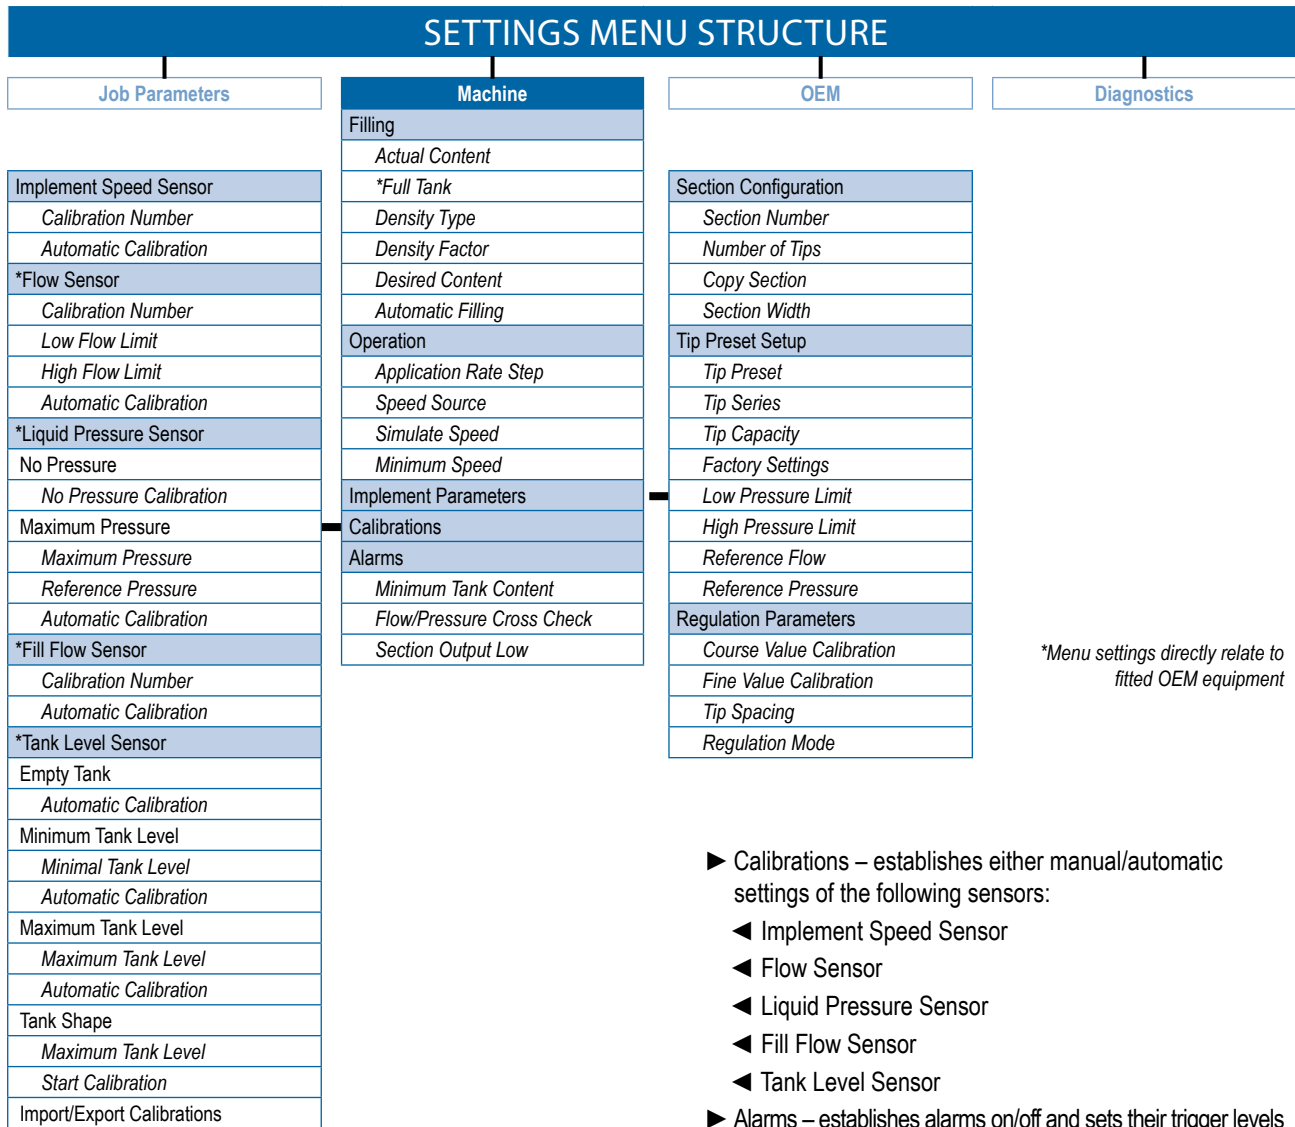 SETTINGS MENU STRUCTURE
Job Parameters
Machine
OEM
Diagnostics
Implement Speed Sensor
Calibration Number
Automatic Calibration
*Flow Sensor
Calibration Number
Low Flow Limit
High Flow Limit
Automatic Calibration
*Liquid Pressure Sensor
No Pressure
No Pressure Calibration
Maximum Pressure
Maximum Pressure
Reference Pressure
Automatic Calibration
*Fill Flow Sensor
Calibration Number
Automatic Calibration
*Tank Level Sensor
Empty Tank
Automatic Calibration
Minimum Tank Level
Minimal Tank Level
Automatic Calibration
Maximum Tank Level
Maximum Tank Level
Automatic Calibration
Tank Shape
Maximum Tank Level
Start Calibration
Import/Export Calibrations
Filling
Actual Content
*Full Tank
Density Type
Density Factor
Desired Content
Automatic Filling
Operation
Application Rate Step
Speed Source
Simulate Speed
Minimum Speed
Implement Parameters
Calibrations
Alarms
Minimum Tank Content
Flow/Pressure Cross Check
Section Output Low
Section Configuration
Section Number
Number of Tips
Copy Section
Section Width
Tip Preset Setup
Tip Preset
Tip Series
Tip Capacity
Factory Settings
Low Pressure Limit
High Pressure Limit
Reference Flow
Reference Pressure
Regulation Parameters
Course Value Calibration
Fine Value Calibration
Tip Spacing
Regulation Mode
*Menu settings directly relate to
fitted OEM equipment
►Calibrations – establishes either manual/automatic
settings of the following sensors:
◄Implement Speed Sensor
◄Flow Sensor
◄Liquid Pressure Sensor
◄Fill Flow Sensor
◄Tank Level Sensor
►Alarms – establishes alarms on/off and sets their trigger levels